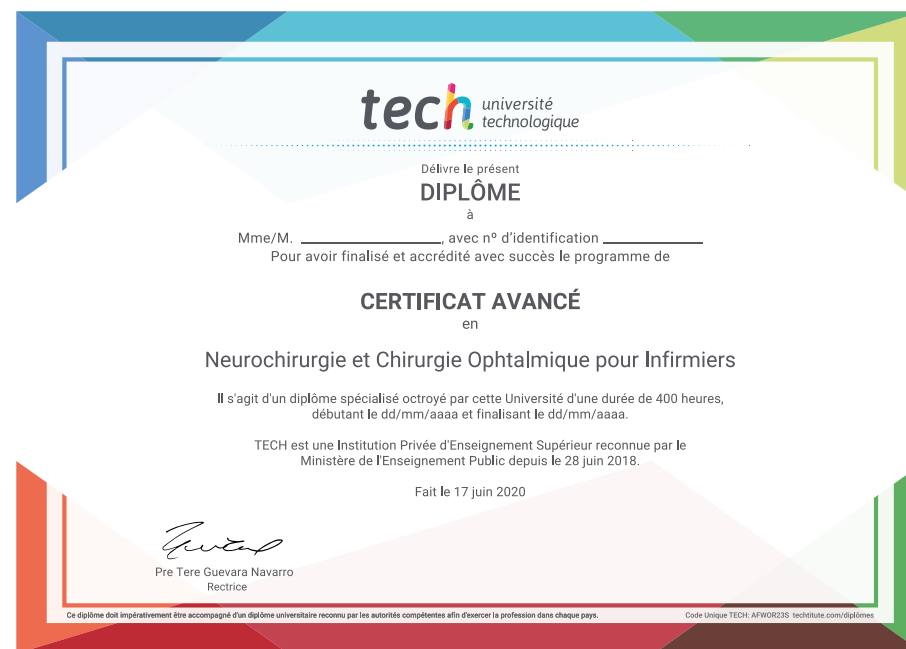 tech université
technologique
Délivre le présent
DIPLÔME
à
Mme/M. ____________________, avec nº d'identification ______________
Pour avoir finalisé et accrédité avec succès le programme de
CERTIFICAT AVANCÉ
en
Neurochirurgie et Chirurgie Ophtalmique pour Infirmiers
Il s'agit d'un diplôme spécialisé octroyé par cette Université d'une durée de 400 heures,
débutant le dd/mm/aaaa et finalisant le dd/mm/aaaa.
TECH est une Institution Privée d'Enseignement Supérieur reconnue par le
Ministère de l'Enseignement Public depuis le 28 juin 2018.
Fait le 17 juin 2020
Pre Tere Guevara Navarro
Rectrice
Ce diplôme doit impérativement être accompagné d'un diplôme universitaire reconnu par les autorités compétentes afin d'exercer la profession dans chaque pays.
Code Unique TECH: AFWOR23S techtitute.com/diplômes